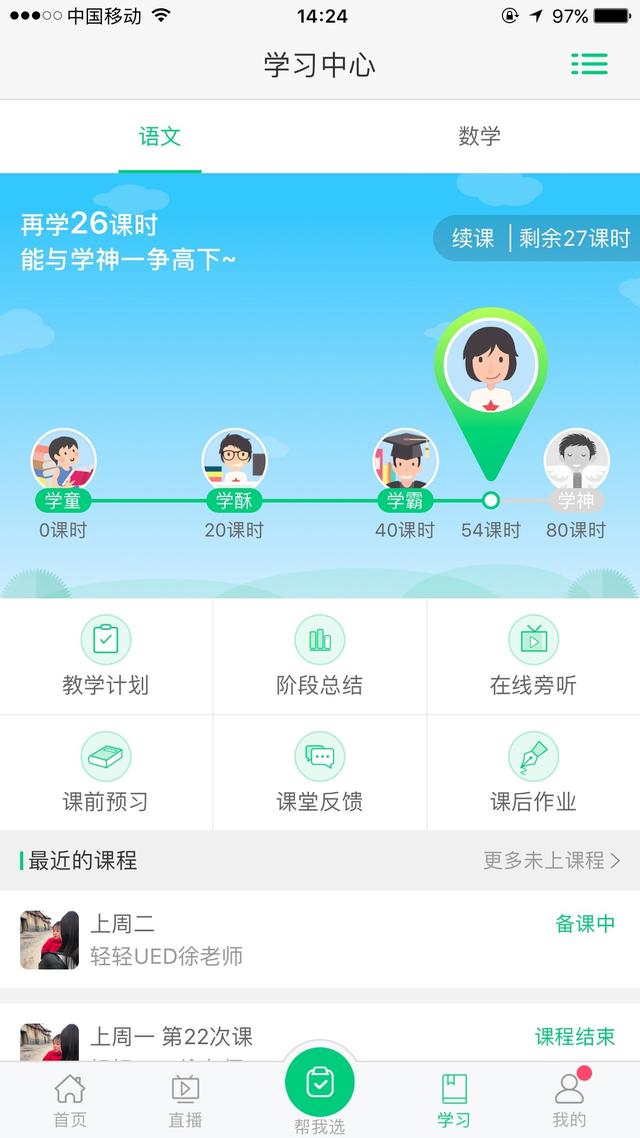 中国移动 14:24 97%
学习中心
语文 数学
再学26课时
能与学神一争高下~
续课 剩余27课时
学童 学酥 学霸 学神
0课时 20课时 40课时 54课时 80课时
教学计划 阶段总结 在线旁听
课前预习 课堂反馈 课后作业
最近的课程 更多未上课程
上周二 备课中
轻轻UED徐老师
上周一 第22次课 课程结束
首页 直播 帮我选 学习 我的